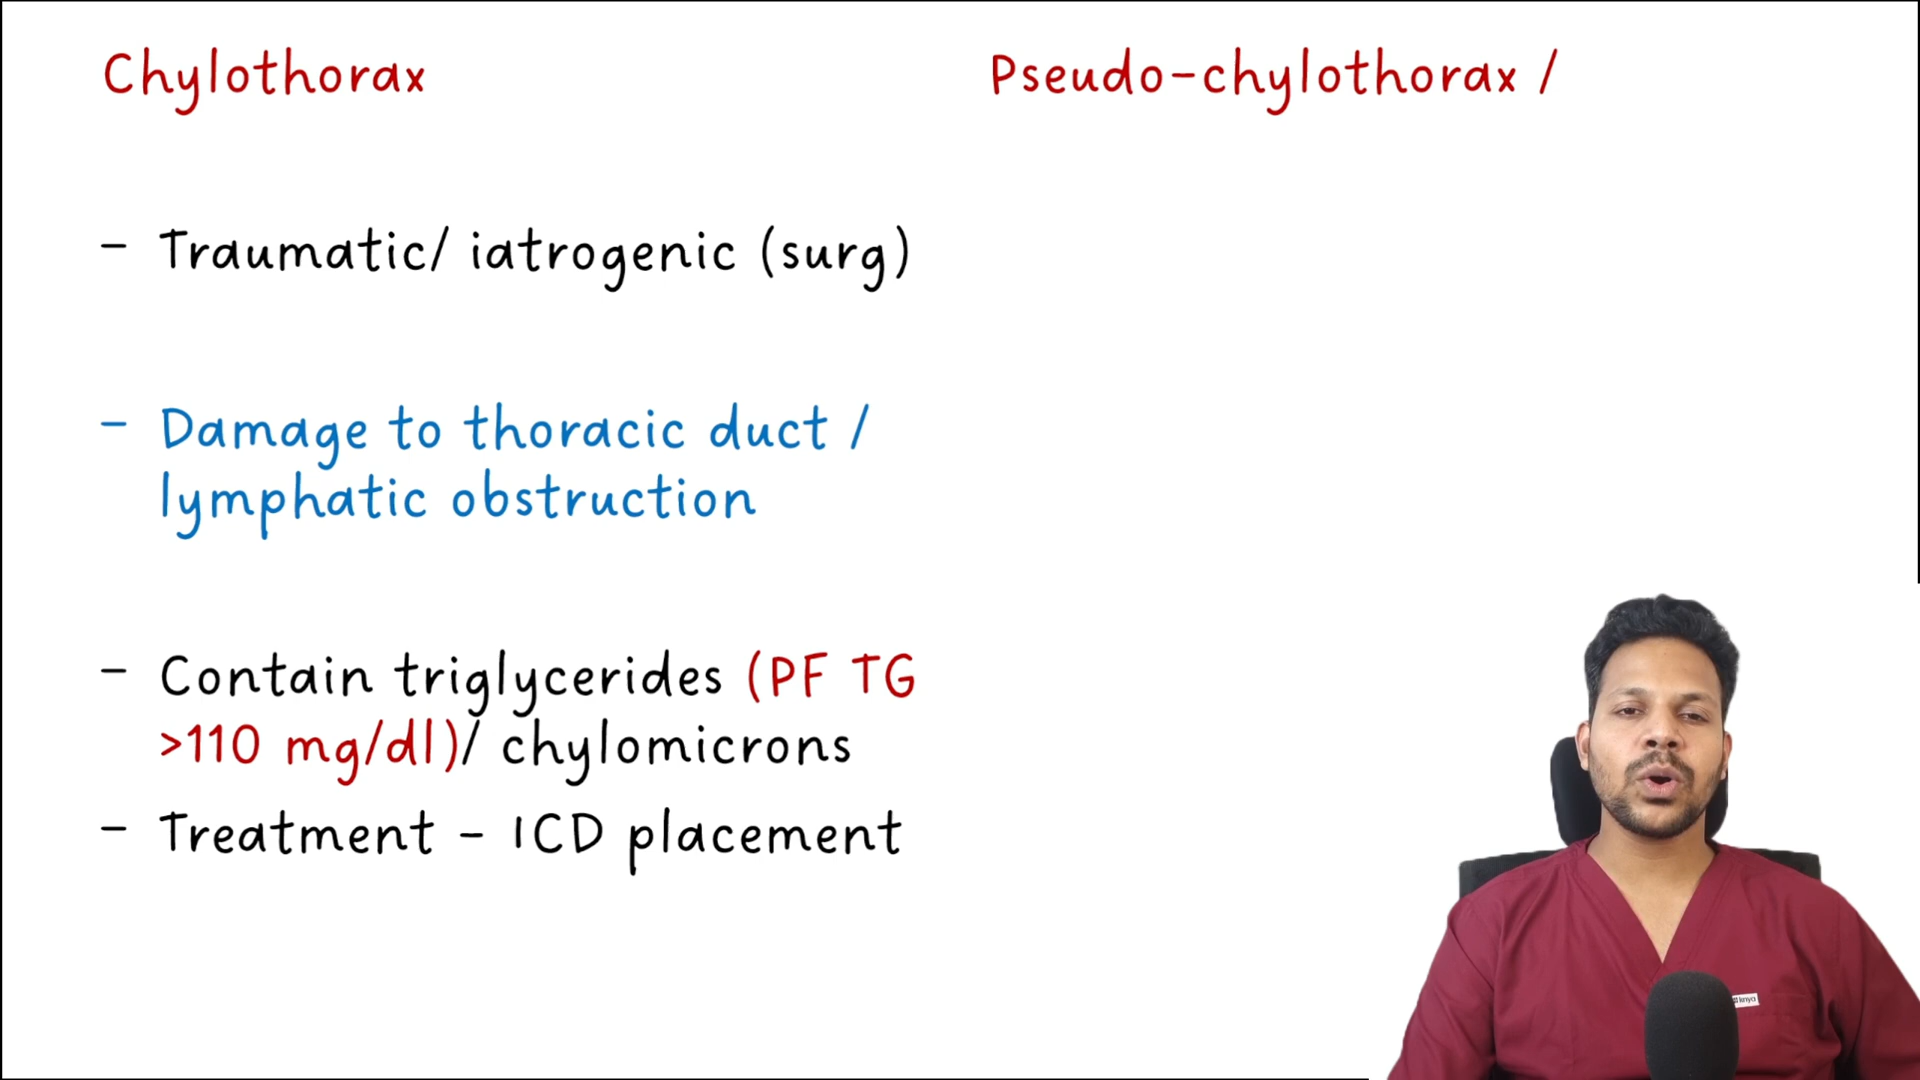 Chylothorax
- Traumatic/ iatrogenic (surg)
- Damage to thoracic duct /
lymphatic obstruction
- Contain triglycerides (PF TG
>110 mg/dl)/ chylomicrons
- Treatment - ICD placement
Pseudo-chylothorax /